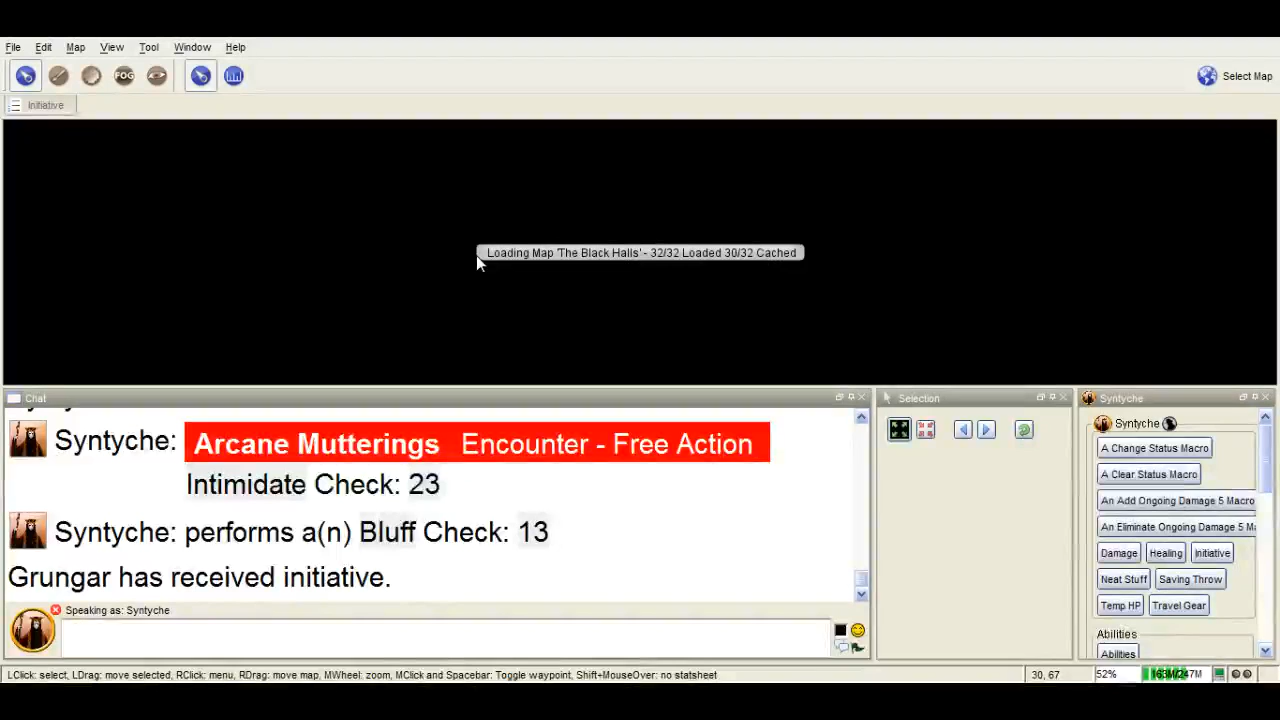 File Edit Map View Tool Window Help
FOG
Select Map
Initiative
Loading Map 'The Black Halls' - 32/32 Loaded 30/32 Cached
Chat
Selection
Syntyche
Syntyche: Arcane Mutterings Encounter - Free Action
Intimidate Check: 23
Syntyche: performs a(n) Bluff Check: 13
Grungar has received initiative.
Speaking as: Syntyche
Syntyche
A Change Status Macro
A Clear Status Macro
An Add Ongoing Damage 5 Macro
An Eliminate Ongoing Damage 5 Ma
Damage Healing Initiative
Neat Stuff Saving Throw
Temp HP Travel Gear
Abilities
Abilities
LClick: select, LDrag: move selected, RClick: menu, RDrag: move map, MWheel: zoom, MClick and Spacebar: Toggle waypoint, Shift+MouseOver: no statsheet
30, 67
52%
163M/247M